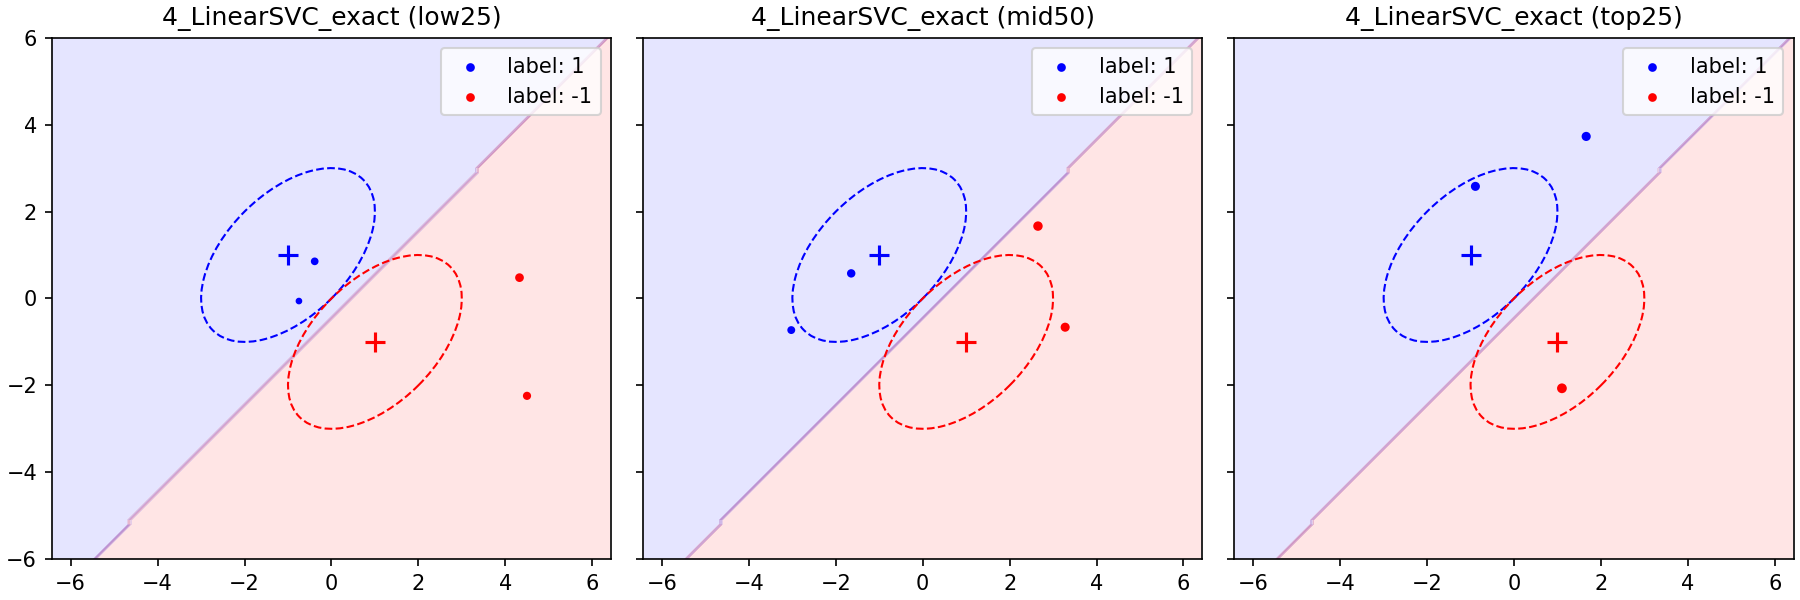 4_LinearSVC_exact (low25)
4_LinearSVC_exact (mid50)
4_LinearSVC_exact (top25)
label: 1
label: -1
label: 1
label: -1
label: 1
label: -1
6
4
2
0
−2
−4
−6
−6 −4 −2 0 2 4 6
−6 −4 −2 0 2 4 6
−6 −4 −2 0 2 4 6